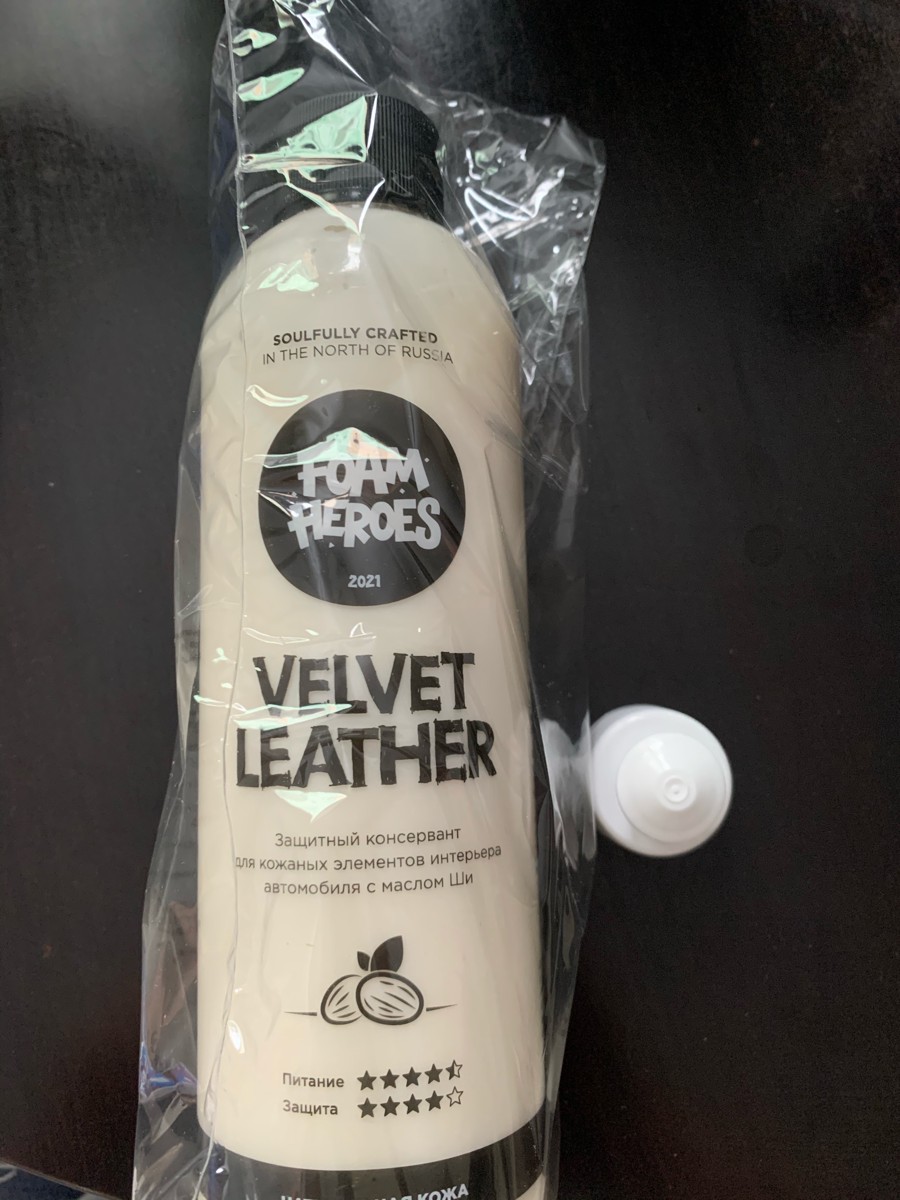 SOULFULLY CRAFTED
IN THE NORTH OF RUSSIA
FOAM
HEROES
2021
VELVET
LEATHER
Защитный консервант
для кожаных элементов интерьера
автомобиля с маслом Ши
Питание
Защита
КОЖА